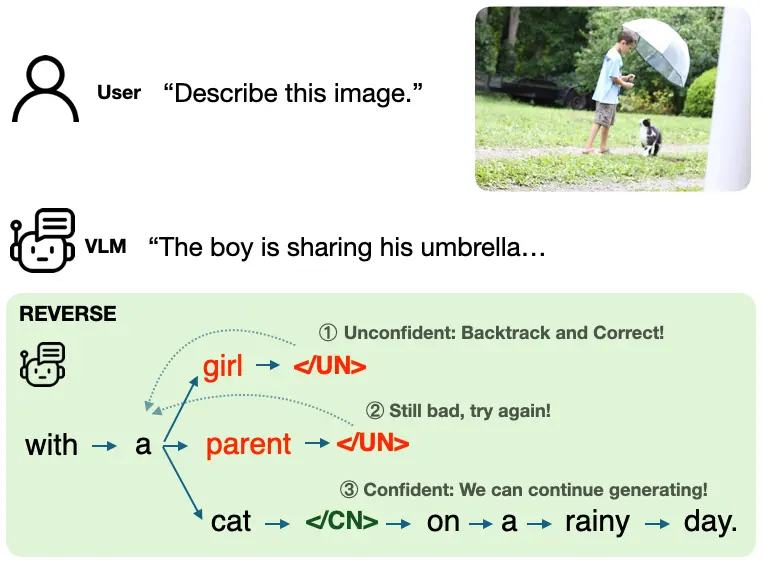 User “Describe this image.”
VLM “The boy is sharing his umbrella…
REVERSE
① Unconfident: Backtrack and Correct!
girl </UN>
② Still bad, try again!
with a parent </UN>
③ Confident: We can continue generating!
cat </CN> on a rainy day.